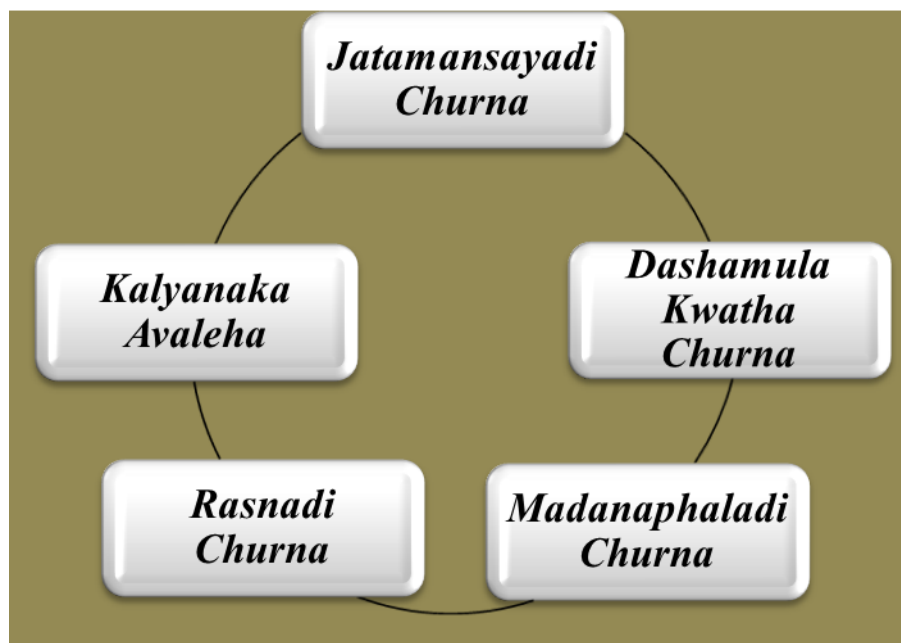 Jatamansayadi
Churna
Kalyanaka
Avaleha
Dashamula
Kwatha
Churna
Rasnadi
Churna
Madanaphaladi
Churna